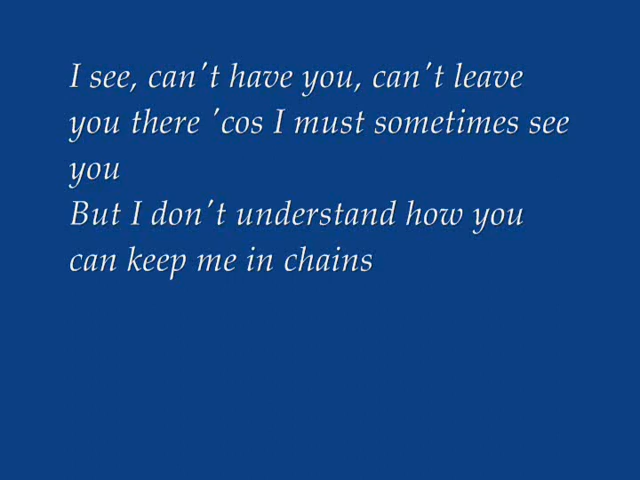 I see, can't have you, can't leave
you there 'cos I must sometimes see
you
But I don't understand how you
can keep me in chains